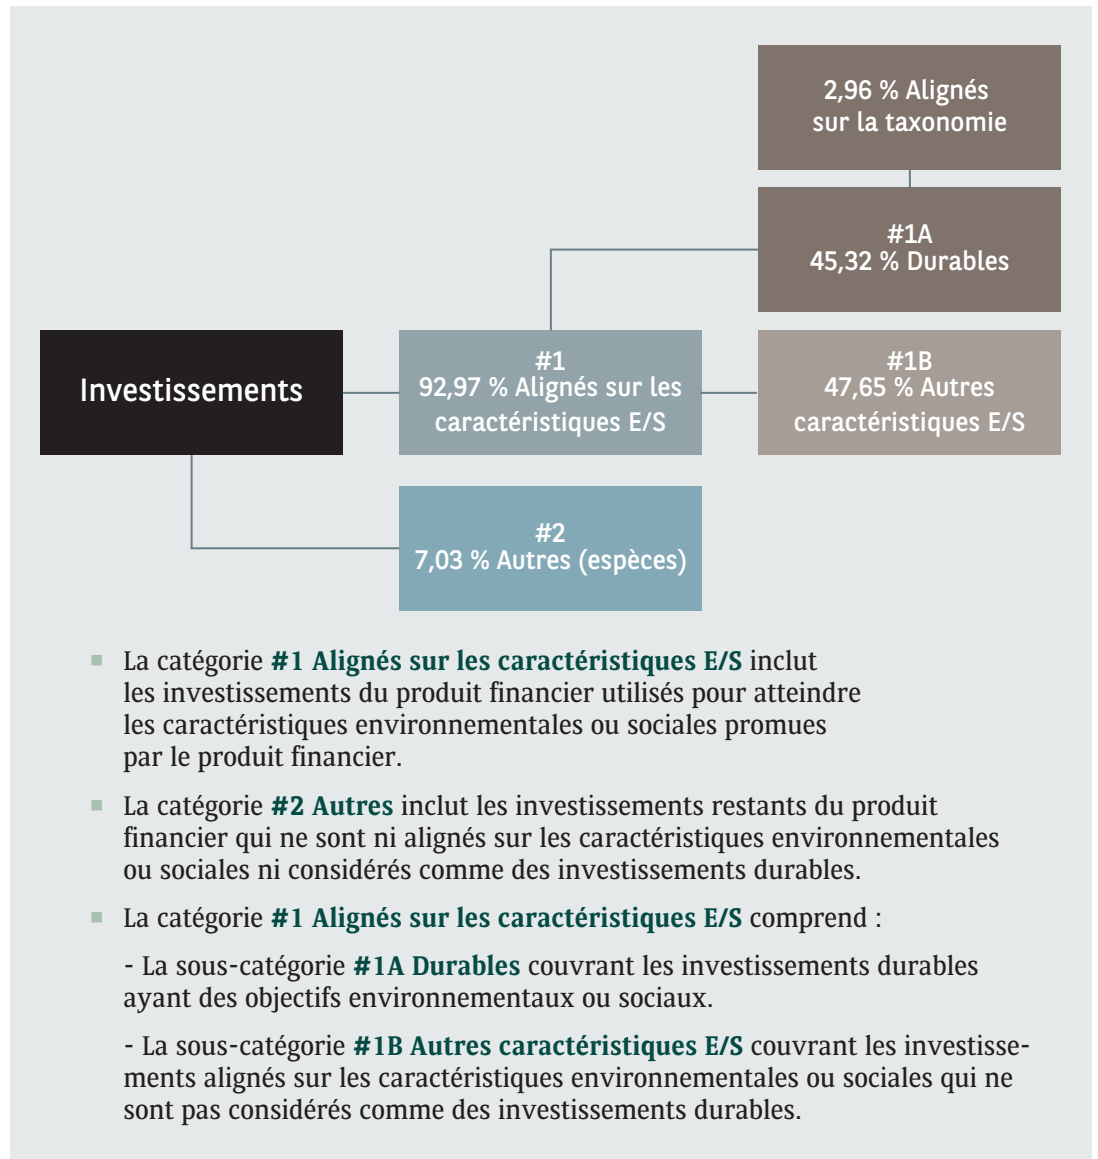 2,96 % Alignés
sur la taxonomie
#1A
45,32 % Durables
Investissements
#1
92,97 % Alignés sur les
caractéristiques E/S
#1B
47,65 % Autres
caractéristiques E/S
#2
7,03 % Autres (espèces)
La catégorie #1 Alignés sur les caractéristiques E/S inclut
les investissements du produit financier utilisés pour atteindre
les caractéristiques environnementales ou sociales promues
par le produit financier.
La catégorie #2 Autres inclut les investissements restants du produit
financier qui ne sont ni alignés sur les caractéristiques environnementales
ou sociales ni considérés comme des investissements durables.
La catégorie #1 Alignés sur les caractéristiques E/S comprend :
- La sous-catégorie #1A Durables couvrant les investissements durables
ayant des objectifs environnementaux ou sociaux.
- La sous-catégorie #1B Autres caractéristiques E/S couvrant les investisse-
ments alignés sur les caractéristiques environnementales ou sociales qui ne
sont pas considérés comme des investissements durables.